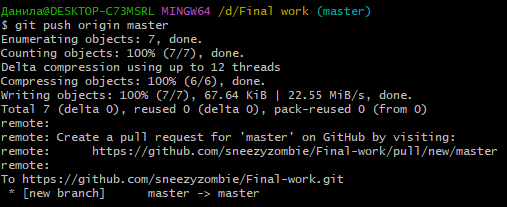 Данила@DESKTOP-C73MSRL MINGW64 /d/Final work (master)
$ git push origin master
Enumerating objects: 7, done.
Counting objects: 100% (7/7), done.
Delta compression using up to 12 threads
Compressing objects: 100% (6/6), done.
Writing objects: 100% (7/7), 67.64 KiB | 22.55 MiB/s, done.
Total 7 (delta 0), reused 0 (delta 0), pack-reused 0 (from 0)
remote:
remote: Create a pull request for 'master' on GitHub by visiting:
remote:      https://github.com/sneezyzombie/Final-work/pull/new/master
remote:
To https://github.com/sneezyzombie/Final-work.git
 * [new branch]      master -> master